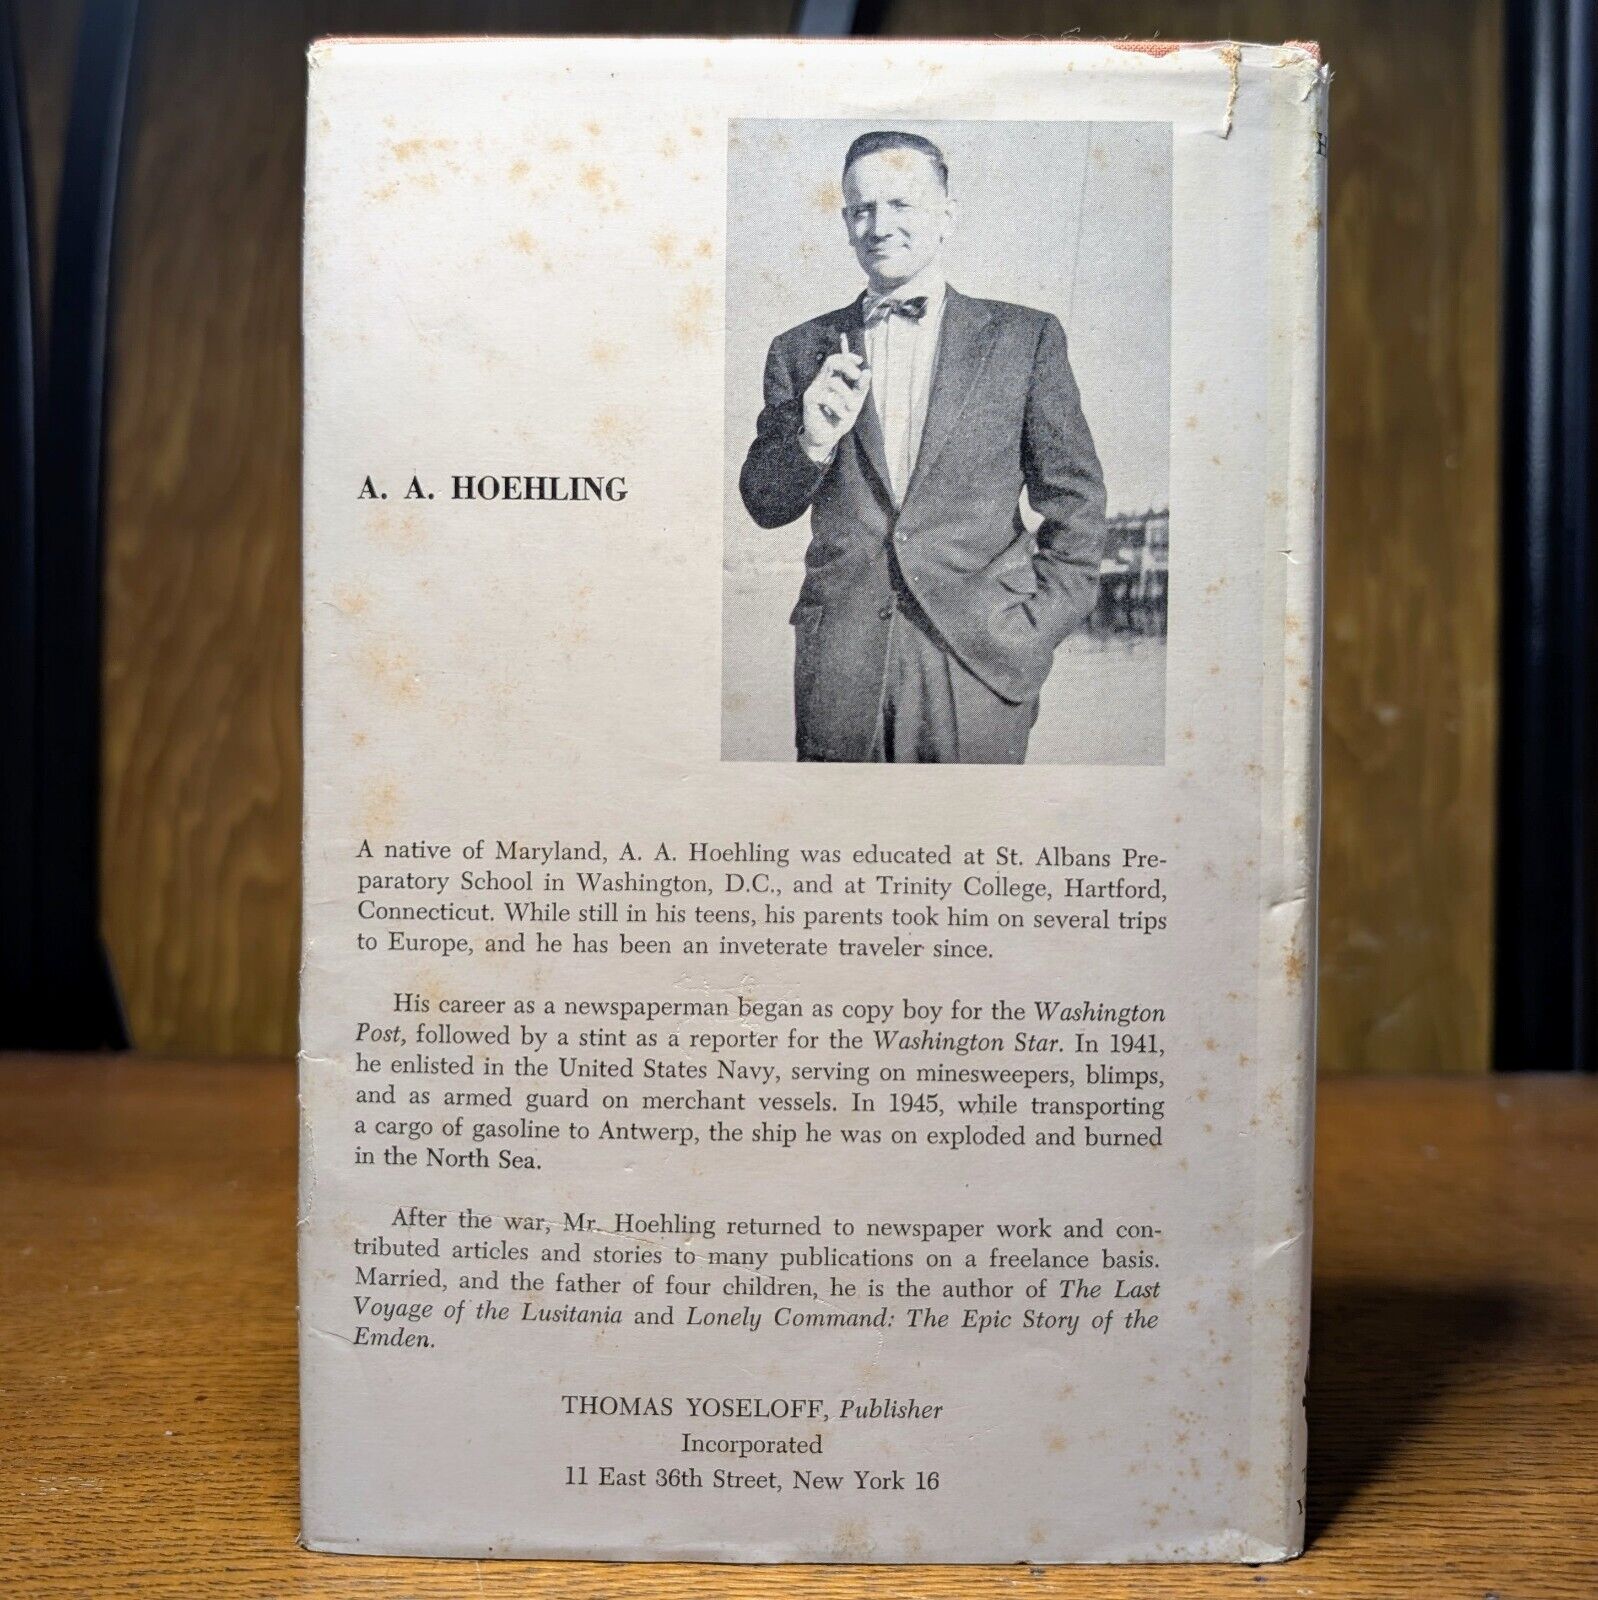 A. A. HOEHLING
A native of Maryland, A. A. Hoehling was educated at St. Albans Pre-
paratory School in Washington, D.C., and at Trinity College, Hartford,
Connecticut. While still in his teens, his parents took him on several trips
to Europe, and he has been an inveterate traveler since.
His career as a newspaperman began as copy boy for the Washington
Post, followed by a stint as a reporter for the Washington Star. In 1941,
he enlisted in the United States Navy, serving on minesweepers, blimps,
and as armed guard on merchant vessels. In 1945, while transporting
a cargo of gasoline to Antwerp, the ship he was on exploded and burned
in the North Sea.
After the war, Mr. Hoehling returned to newspaper work and con-
tributed articles and stories to many publications on a freelance basis.
Married, and the father of four children, he is the author of The Last
Voyage of the Lusitania and Lonely Command: The Epic Story of the
Emden.
THOMAS YOSELOFF, Publisher
Incorporated
11 East 36th Street, New York 16